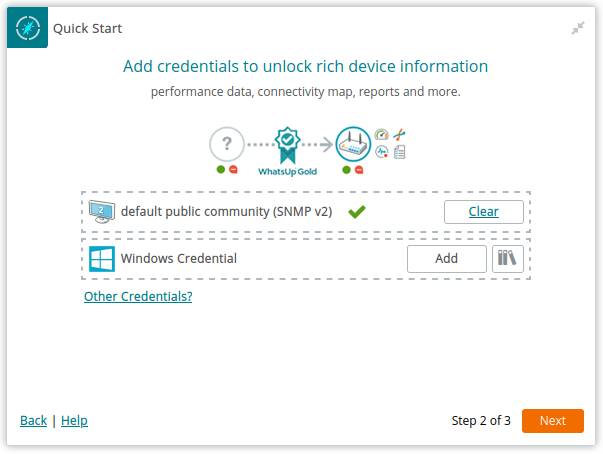 Quick Start
Add credentials to unlock rich device information
performance data, connectivity map, reports and more.
?
WhatsUp Gold
2
default public community (SNMP v2)
Clear
Windows Credential
Add
Other Credentials?
Back | Help
Step 2 of 3
Next